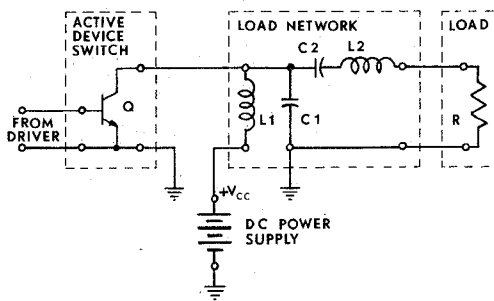 ACTIVE
DEVICE
SWITCH
LOAD NETWORK
LOAD
C2
L2
Q
FROM
DRIVER
L1
C1
R
+VCC
DC POWER
SUPPLY